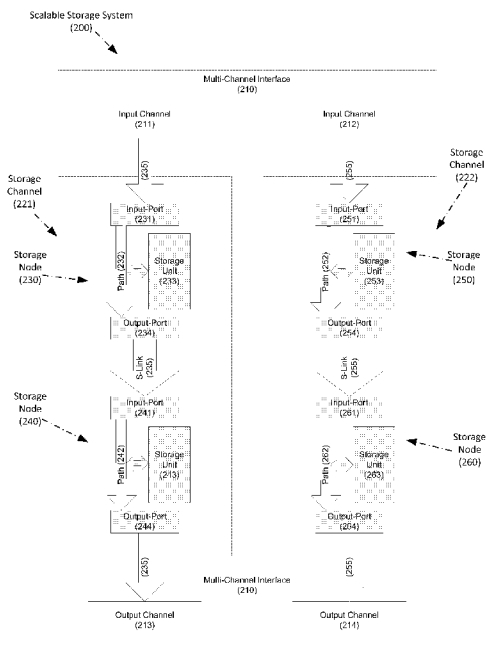 Scalable Storage System
(200)
Multi-Channel Interface
(210)
Input Channel
(211)
Input Channel
(212)
Storage
Channel
(221)
Storage
Channel
(222)
(235)
(255)
Input-Port
(231)
Input-Port
(251)
Storage
Node
(230)
Path (232)
Storage
Unit
(233)
Path (252)
Storage
Unit
(253)
Storage
Node
(250)
Output-Port
(234)
Output-Port
(254)
S-Link
(235)
S-Link
(255)
Input-Port
(241)
Input-Port
(261)
Storage
Node
(240)
Path (242)
Storage
Unit
(243)
Path (262)
Storage
Unit
(263)
Storage
Node
(260)
Output-Port
(244)
Output-Port
(264)
(235)
(255)
Multi-Channel Interface
(210)
Output Channel
(213)
Output Channel
(214)